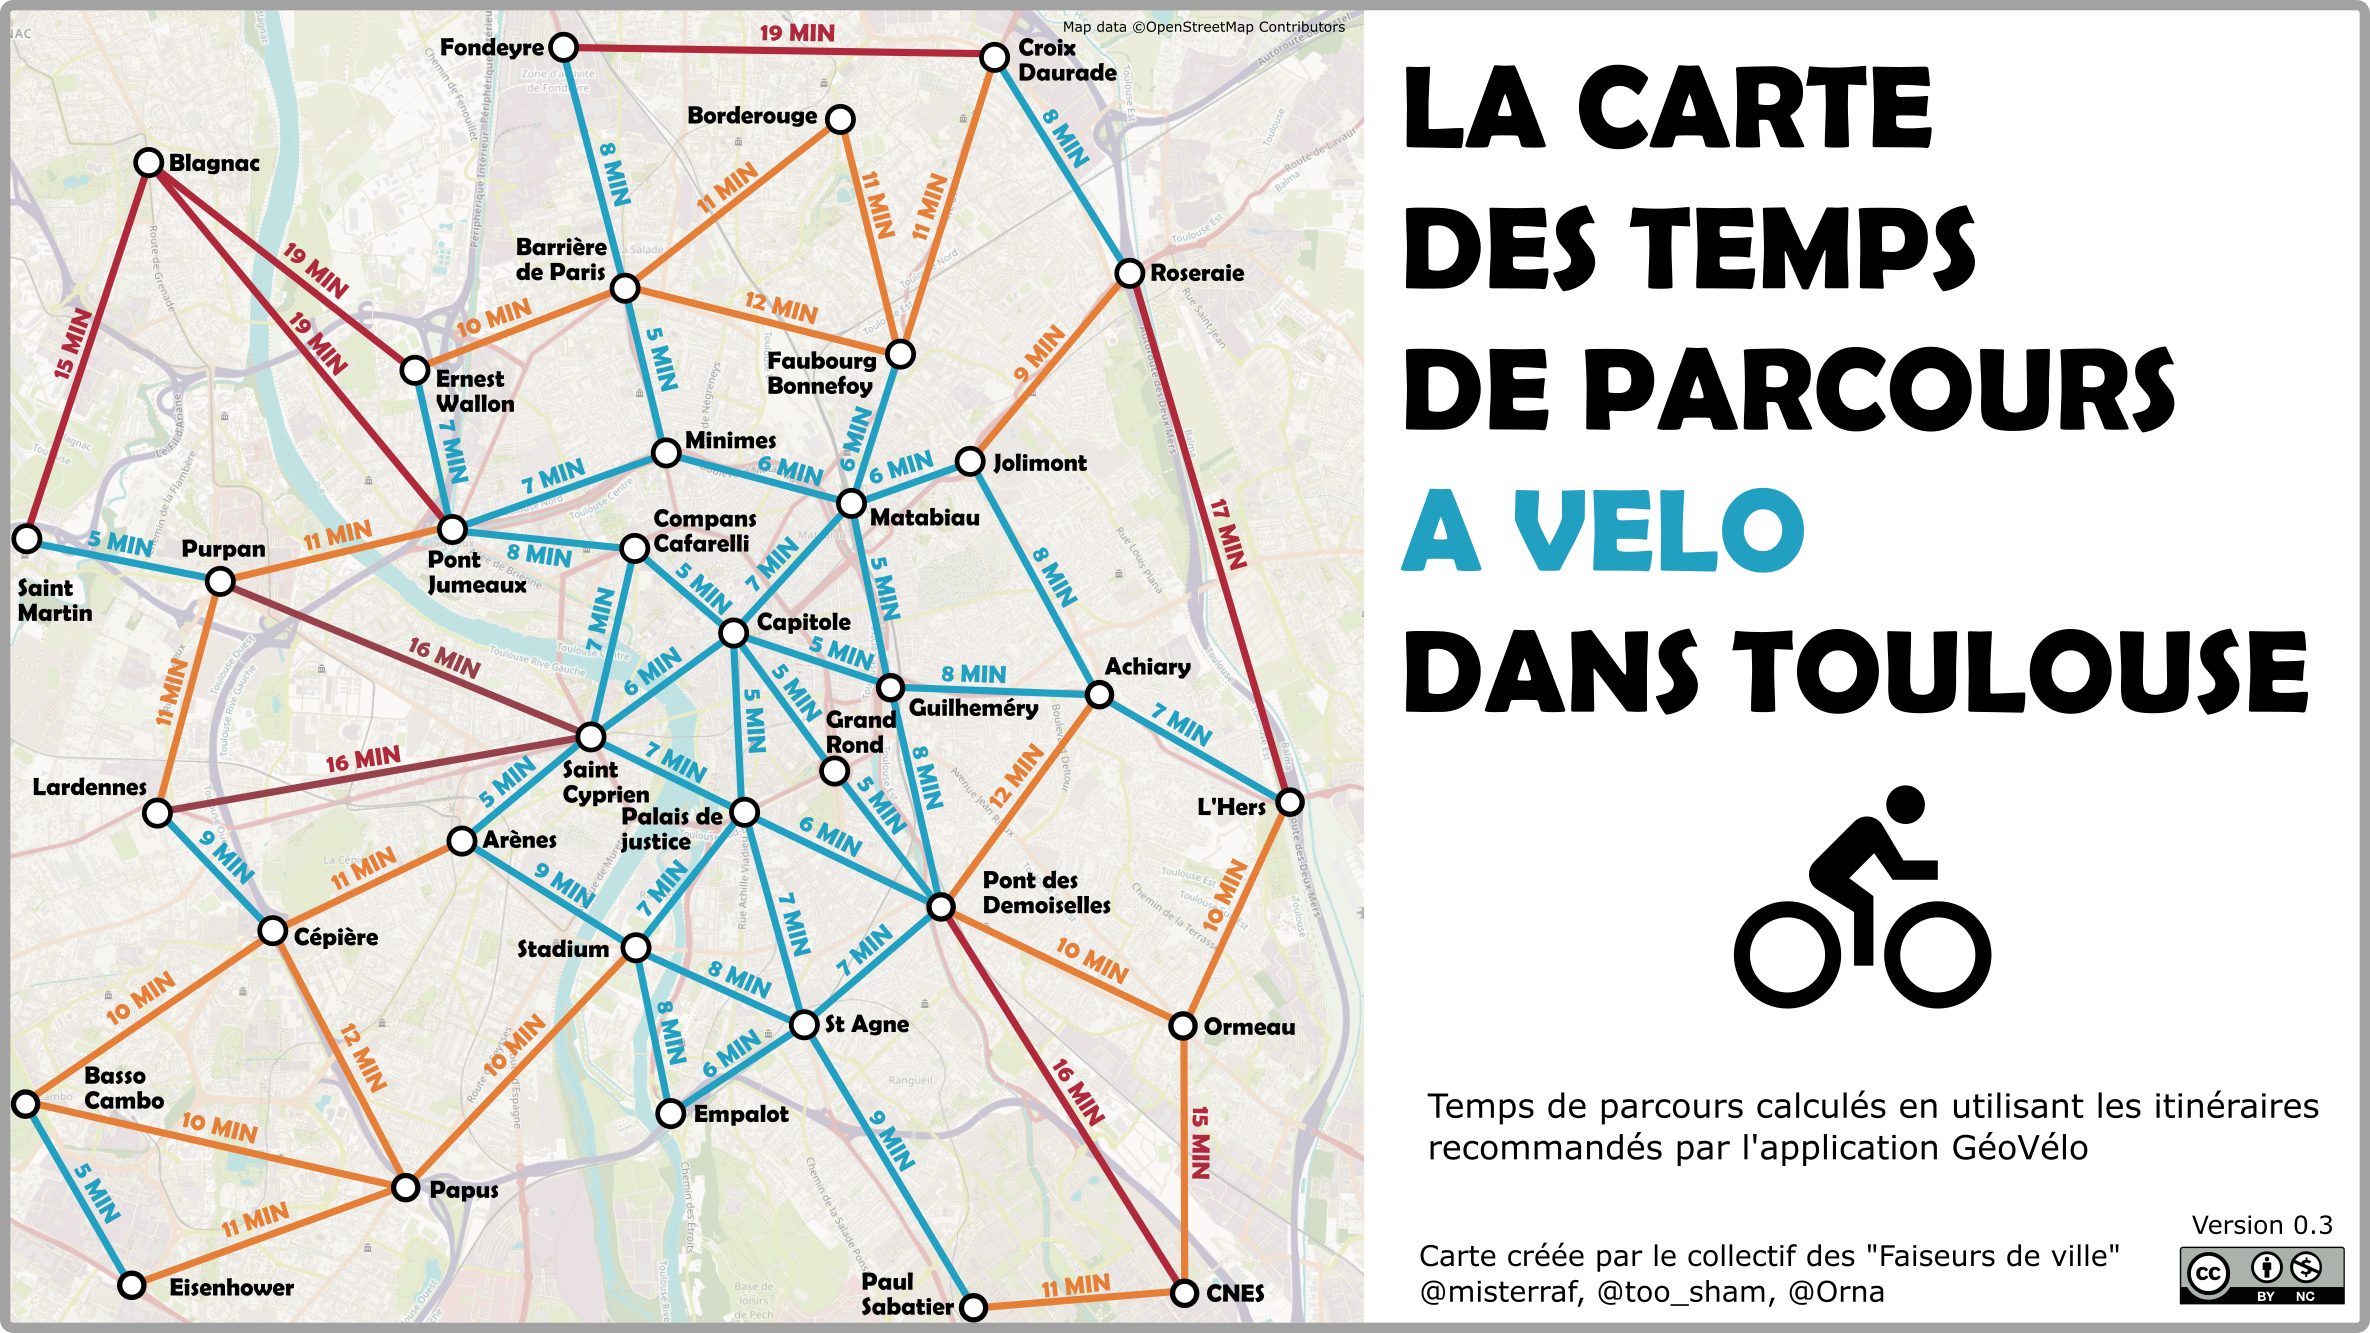 Map data ©OpenStreetMap Contributors
LA CARTE
DES TEMPS
DE PARCOURS
A VELO
DANS TOULOUSE
Temps de parcours calculés en utilisant les itinéraires
recommandés par l'application GéoVélo
Version 0.3
Carte créée par le collectif des "Faiseurs de ville"
@misterraf, @too_sham, @Orna
cc
BY NC
Fondeyre
19 MIN
Croix
Daurade
Borderouge
8 MIN
Blagnac
8 MIN
11 MIN
11 MIN
11 MIN
Barrière
de Paris
Roseraie
19 MIN
19 MIN
15 MIN
10 MIN
12 MIN
5 MIN
9 MIN
Faubourg
Bonnefoy
Ernest
Wallon
7 MIN
Minimes
7 MIN
6 MIN
6 MIN
6 MIN
Jolimont
Matabiau
Compans
Cafarelli
17 MIN
5 MIN
Purpan
11 MIN
8 MIN
Pont
Jumeaux
Saint
Martin
5 MIN
7 MIN
5 MIN
8 MIN
7 MIN
Capitole
16 MIN
6 MIN
5 MIN
5 MIN
5 MIN
8 MIN
Achiary
11 MIN
Guilheméry
Grand
Rond
7 MIN
16 MIN
Saint
Cyprien
7 MIN
5 MIN
8 MIN
12 MIN
5 MIN
Lardennes
L'Hers
Palais de
justice
6 MIN
Arènes
9 MIN
11 MIN
9 MIN
7 MIN
Pont des
Demoiselles
10 MIN
Cépière
Stadium
7 MIN
7 MIN
10 MIN
8 MIN
10 MIN
St Agne
Ormeau
12 MIN
10 MIN
8 MIN
6 MIN
16 MIN
Basso
Cambo
10 MIN
Empalot
9 MIN
15 MIN
5 MIN
Papus
11 MIN
Eisenhower
Paul
Sabatier
11 MIN
CNES